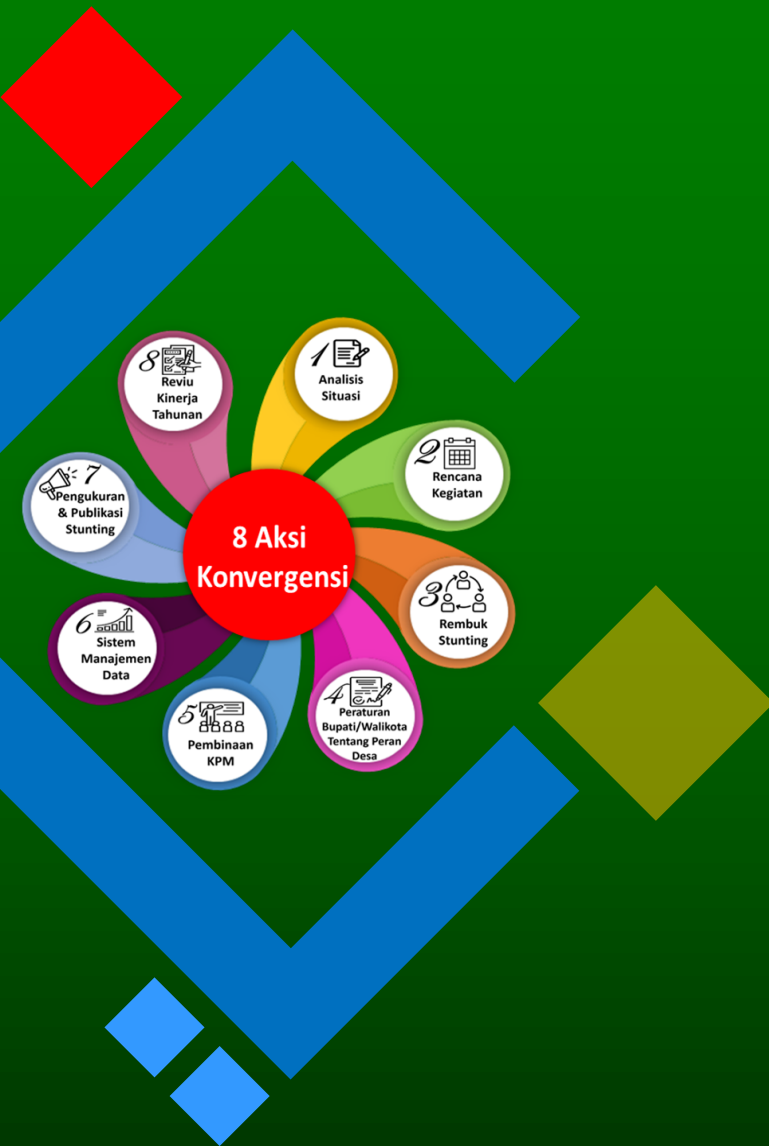 8 Aksi
Konvergensi
1
Analisis
Situasi
2
Rencana
Kegiatan
3
Rembuk
Stunting
4
Peraturan
Bupati/Walikota
Tentang Peran
Desa
5
Pembinaan
KPM
6
Sistem
Manajemen
Data
7
Pengukuran
& Publikasi
Stunting
8
Reviu
Kinerja
Tahunan